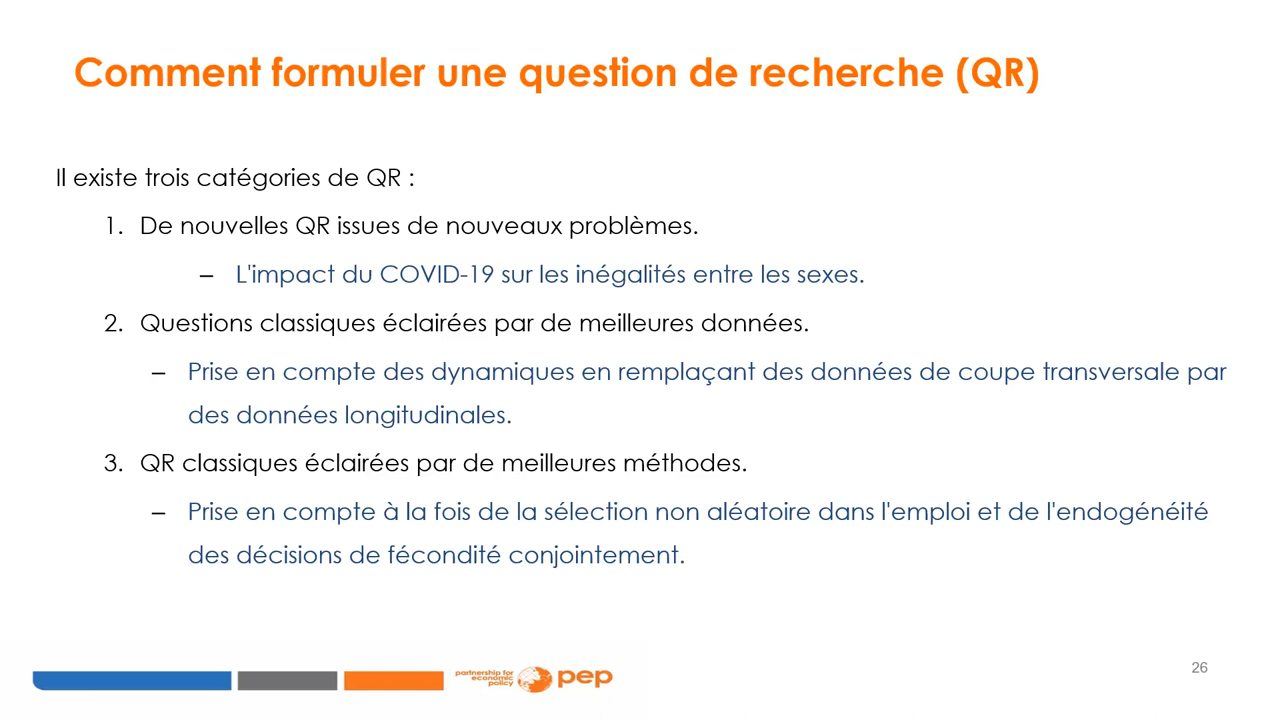 Comment formuler une question de recherche (QR)
Il existe trois catégories de QR :
1. De nouvelles QR issues de nouveaux problèmes.
– L'impact du COVID-19 sur les inégalités entre les sexes.
2. Questions classiques éclairées par de meilleures données.
– Prise en compte des dynamiques en remplaçant des données de coupe transversale par
des données longitudinales.
3. QR classiques éclairées par de meilleures méthodes.
– Prise en compte à la fois de la sélection non aléatoire dans l'emploi et de l'endogénéité
des décisions de fécondité conjointement.
partnership for
economic
policy
pep
26